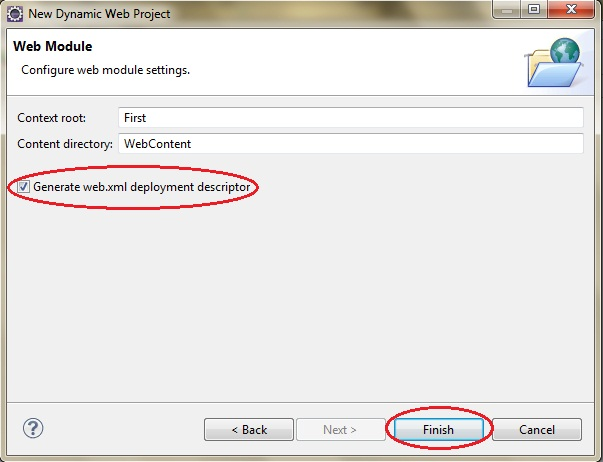 New Dynamic Web Project
Web Module
Configure web module settings.
Context root: First
Content directory: WebContent
Generate web.xml deployment descriptor
? < Back Next > Finish Cancel